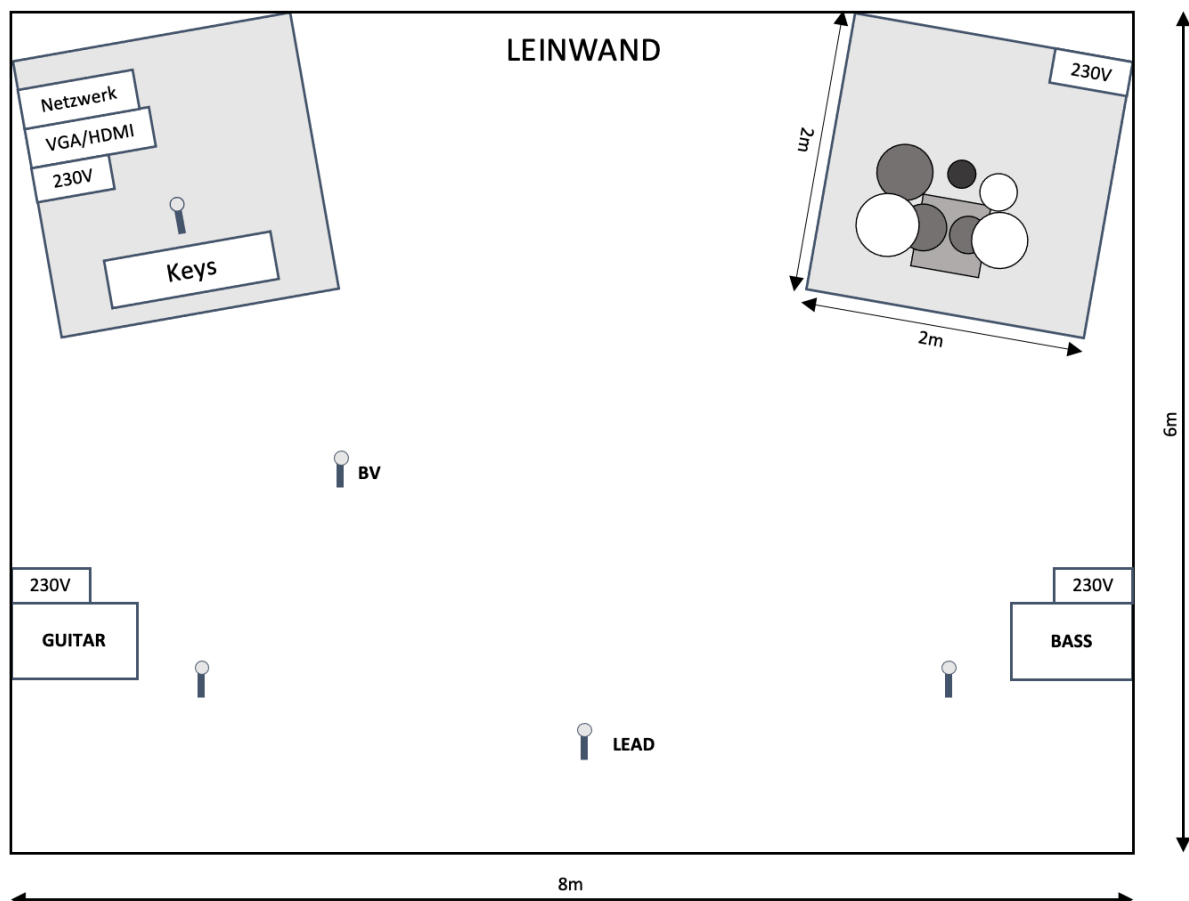 LEINWAND
230V
Netzwerk
VGA/HDMI
230V
Keys
2m
2m
6m
BV
230V
GUITAR
230V
BASS
LEAD
8m